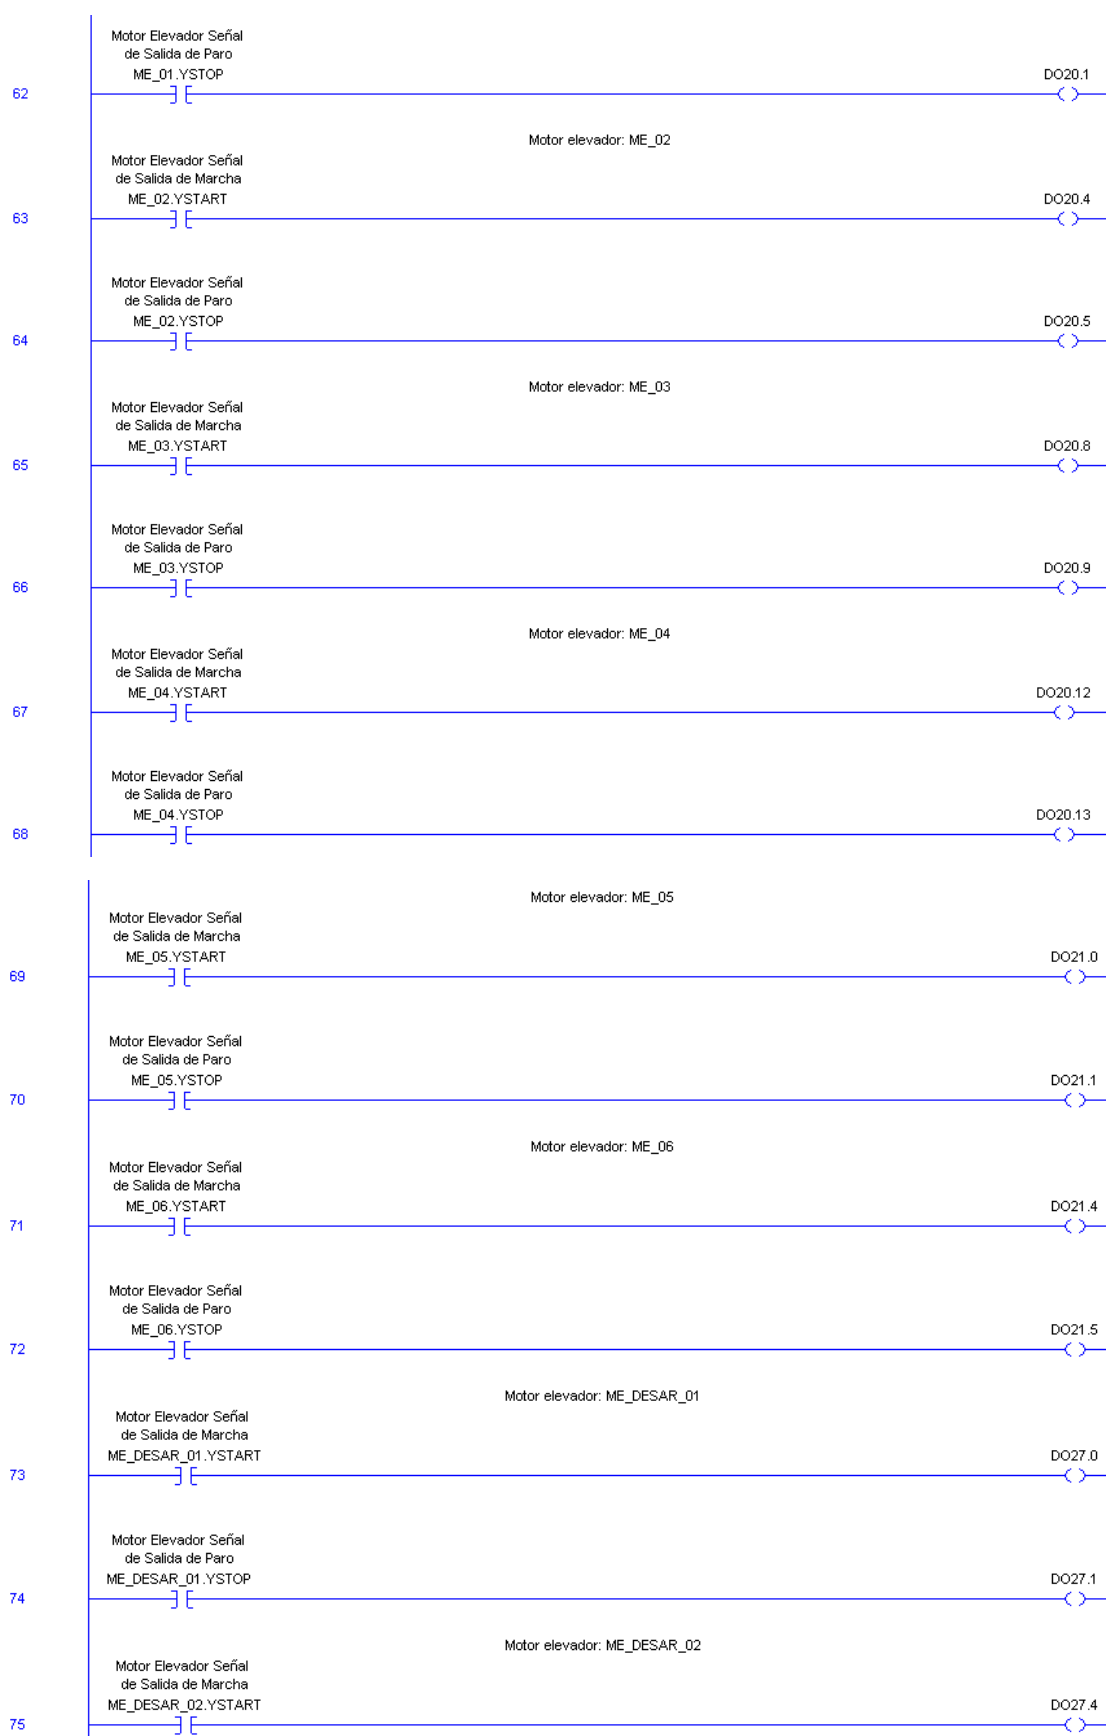 Motor Elevador Señal
de Salida de Paro
ME_01.YSTOP
DO20.1
62
Motor elevador: ME_02
Motor Elevador Señal
de Salida de Marcha
ME_02.YSTART
DO20.4
63
Motor Elevador Señal
de Salida de Paro
ME_02.YSTOP
DO20.5
64
Motor elevador: ME_03
Motor Elevador Señal
de Salida de Marcha
ME_03.YSTART
DO20.8
65
Motor Elevador Señal
de Salida de Paro
ME_03.YSTOP
DO20.9
66
Motor elevador: ME_04
Motor Elevador Señal
de Salida de Marcha
ME_04.YSTART
DO20.12
67
Motor Elevador Señal
de Salida de Paro
ME_04.YSTOP
DO20.13
68
Motor elevador: ME_05
Motor Elevador Señal
de Salida de Marcha
ME_05.YSTART
DO21.0
69
Motor Elevador Señal
de Salida de Paro
ME_05.YSTOP
DO21.1
70
Motor elevador: ME_06
Motor Elevador Señal
de Salida de Marcha
ME_06.YSTART
DO21.4
71
Motor Elevador Señal
de Salida de Paro
ME_06.YSTOP
DO21.5
72
Motor elevador: ME_DESAR_01
Motor Elevador Señal
de Salida de Marcha
ME_DESAR_01.YSTART
DO27.0
73
Motor Elevador Señal
de Salida de Paro
ME_DESAR_01.YSTOP
DO27.1
74
Motor elevador: ME_DESAR_02
Motor Elevador Señal
de Salida de Marcha
ME_DESAR_02.YSTART
DO27.4
75